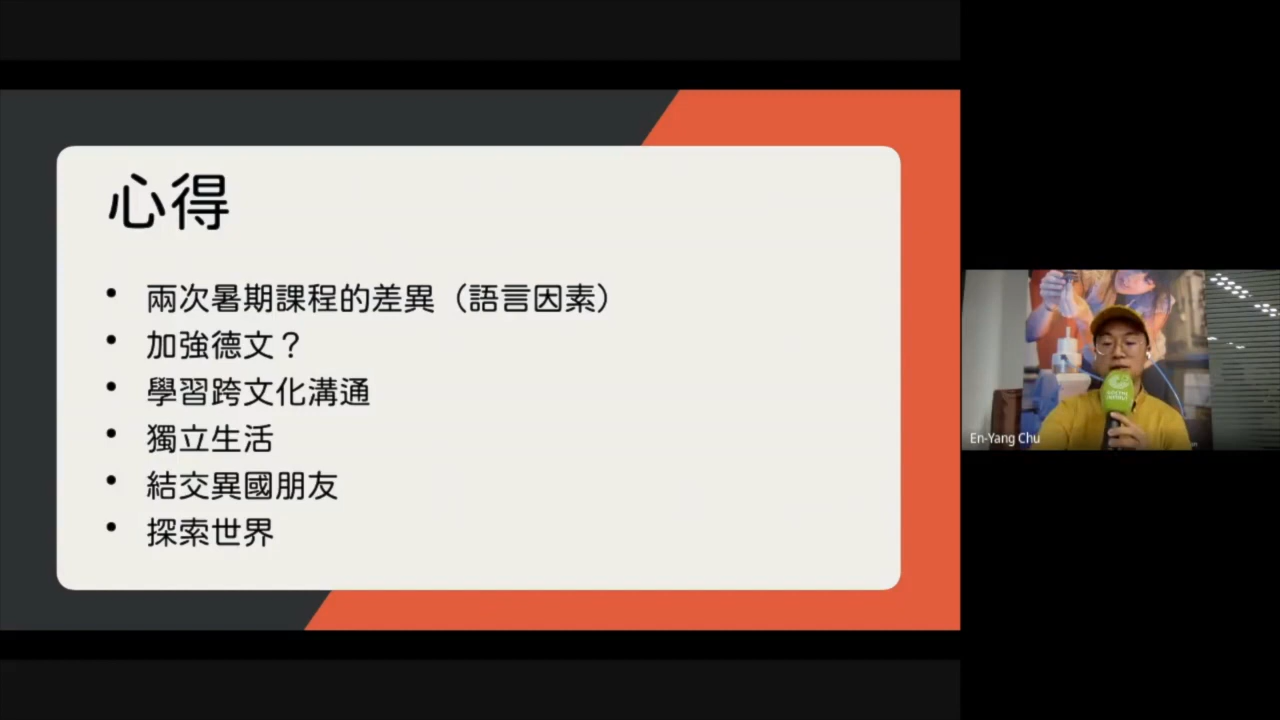 心得
• 兩次暑期課程的差異（語言因素）
• 加強德文？
• 學習跨文化溝通
• 獨立生活
• 結交異國朋友
• 探索世界
En-Yang Chu